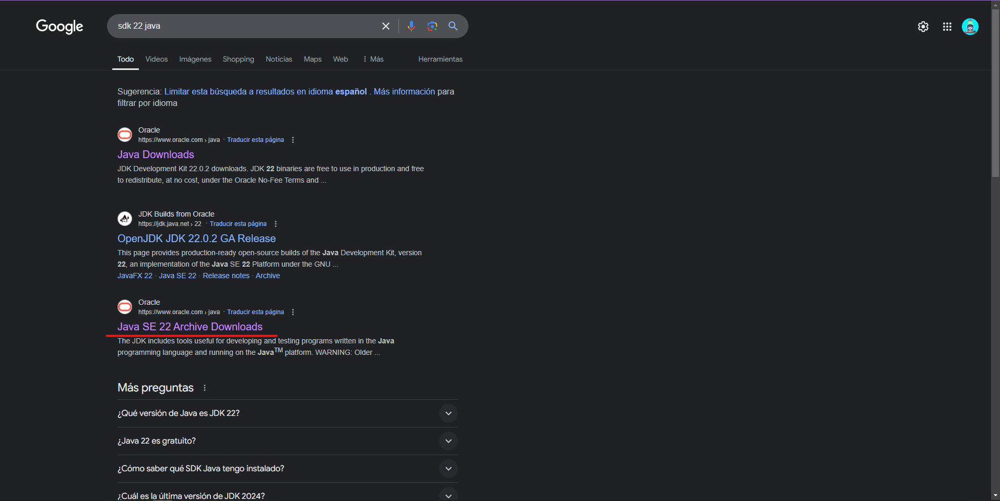 Google
sdk 22 java
Todo Videos Imágenes Shopping Noticias Maps Web Más Herramientas
Sugerencia: Limitar esta búsqueda a resultados en idioma español . Más información para
filtrar por idioma
Oracle
https://www.oracle.com › java · Traducir esta página
Java Downloads
JDK Development Kit 22.0.2 downloads. JDK 22 binaries are free to use in production and free
to redistribute, at no cost, under the Oracle No-Fee Terms and ...
JDK Builds from Oracle
https://jdk.java.net › 22 · Traducir esta página
OpenJDK JDK 22.0.2 GA Release
This page provides production-ready open-source builds of the Java Development Kit, version
22, an implementation of the Java SE 22 Platform under the GNU ...
JavaFX 22 · Java SE 22 · Release notes · Archive
Oracle
https://www.oracle.com › java · Traducir esta página
Java SE 22 Archive Downloads
The JDK includes tools useful for developing and testing programs written in the Java
programming language and running on the Java™ platform. WARNING: Older ...
Más preguntas
¿Qué versión de Java es JDK 22?
¿Java 22 es gratuito?
¿Cómo saber qué SDK Java tengo instalado?
¿Cuál es la última versión de JDK 2024?